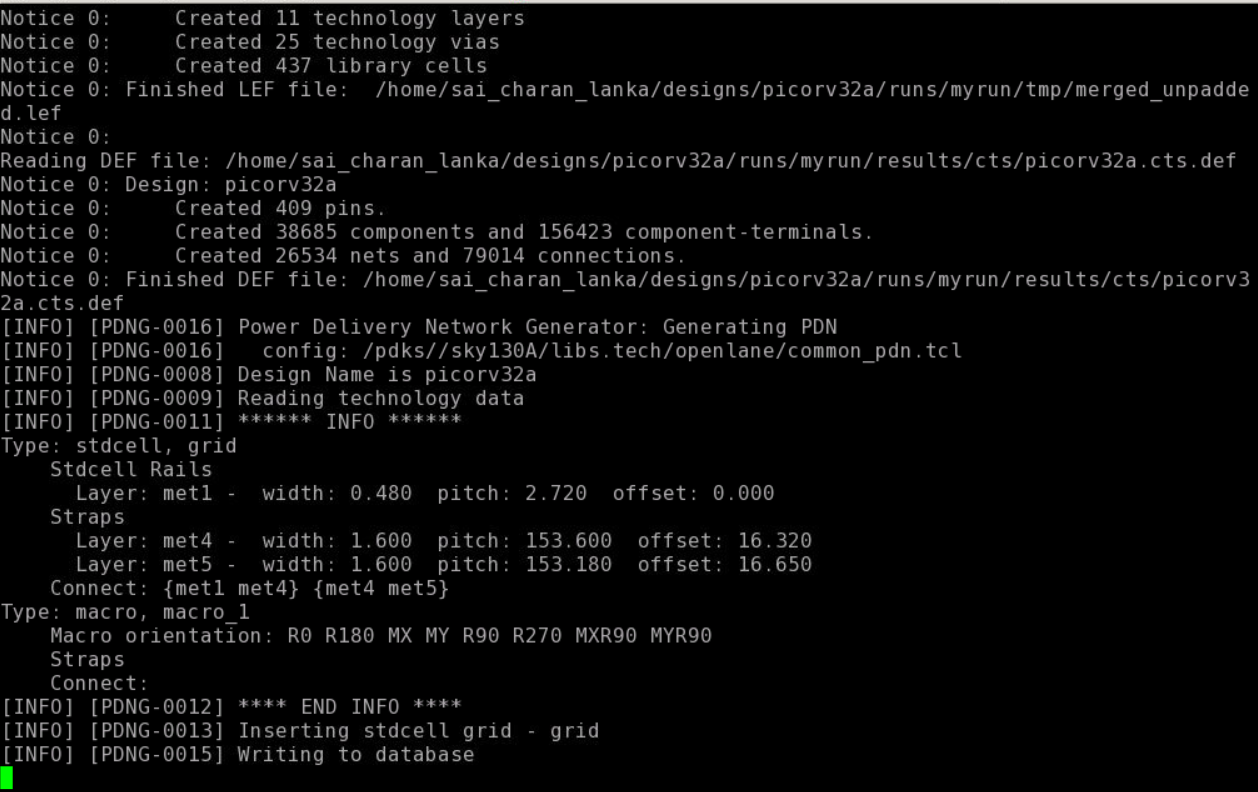 Notice 0:     Created 11 technology layers
Notice 0:     Created 25 technology vias
Notice 0:     Created 437 library cells
Notice 0: Finished LEF file:  /home/sai_charan_lanka/designs/picorv32a/runs/myrun/tmp/merged_unpadde
d.lef
Notice 0:
Reading DEF file: /home/sai_charan_lanka/designs/picorv32a/runs/myrun/results/cts/picorv32a.cts.def
Notice 0: Design: picorv32a
Notice 0:     Created 409 pins.
Notice 0:     Created 38685 components and 156423 component-terminals.
Notice 0:     Created 26534 nets and 79014 connections.
Notice 0: Finished DEF file: /home/sai_charan_lanka/designs/picorv32a/runs/myrun/results/cts/picorv3
2a.cts.def
[INFO] [PDNG-0016] Power Delivery Network Generator: Generating PDN
[INFO] [PDNG-0016]   config: /pdks//sky130A/libs.tech/openlane/common_pdn.tcl
[INFO] [PDNG-0008] Design Name is picorv32a
[INFO] [PDNG-0009] Reading technology data
[INFO] [PDNG-0011] ****** INFO ******
Type: stdcell, grid
    Stdcell Rails
      Layer: met1 -  width: 0.480  pitch: 2.720  offset: 0.000
    Straps
      Layer: met4 -  width: 1.600  pitch: 153.600  offset: 16.320
      Layer: met5 -  width: 1.600  pitch: 153.180  offset: 16.650
    Connect: {met1 met4} {met4 met5}
Type: macro, macro_1
    Macro orientation: R0 R180 MX MY R90 R270 MXR90 MYR90
    Straps
    Connect:
[INFO] [PDNG-0012] **** END INFO ****
[INFO] [PDNG-0013] Inserting stdcell grid - grid
[INFO] [PDNG-0015] Writing to database